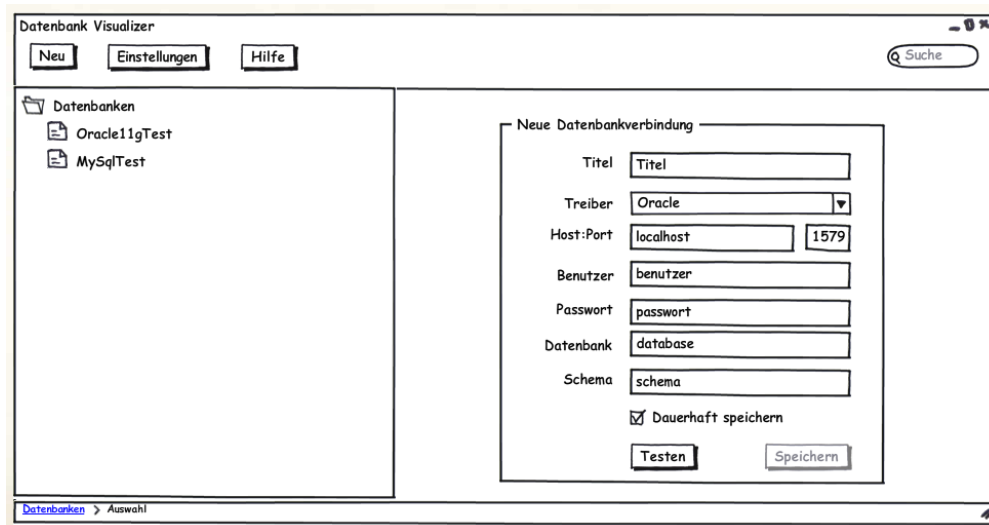 Datenbank Visualizer
Neu Einstellungen Hilfe Suche
Datenbanken
Oracle11gTest
MySqlTest
Neue Datenbankverbindung
Titel Titel
Treiber Oracle
Host:Port localhost 1579
Benutzer benutzer
Passwort passwort
Datenbank database
Schema schema
Dauerhaft speichern
Testen Speichern
Datenbanken > Auswahl